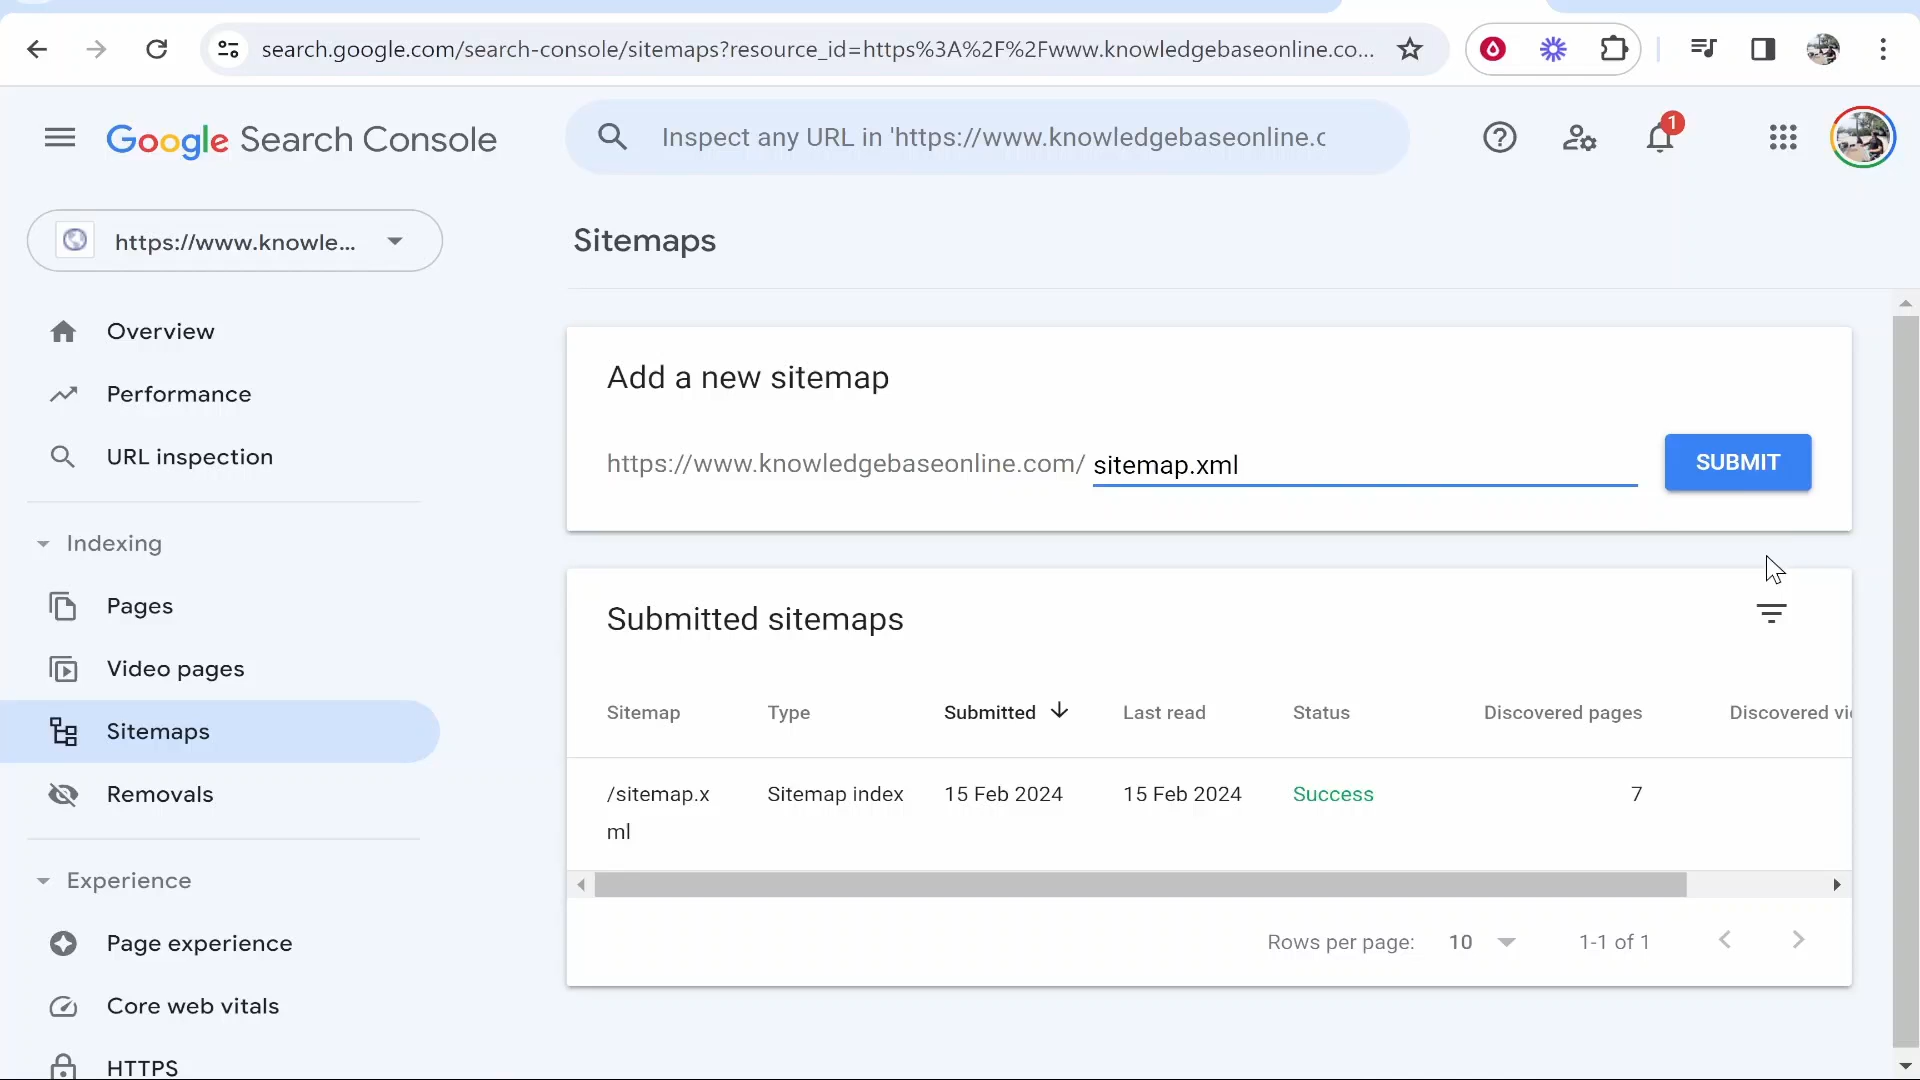 search.google.com/search-console/sitemaps?resource_id=https%3A%2F%2Fwww.knowledgebaseonline.co...
Google Search Console
Inspect any URL in 'https://www.knowledgebaseonline.c
1
https://www.knowle...
Sitemaps
Overview
Performance
URL inspection
Indexing
Pages
Video pages
Sitemaps
Removals
Experience
Page experience
Core web vitals
HTTPS
Add a new sitemap
https://www.knowledgebaseonline.com/ sitemap.xml
SUBMIT
Submitted sitemaps
Sitemap Type Submitted Last read Status Discovered pages Discovered vi
/sitemap.x Sitemap index 15 Feb 2024 15 Feb 2024 Success 7
ml
Rows per page: 10 1-1 of 1